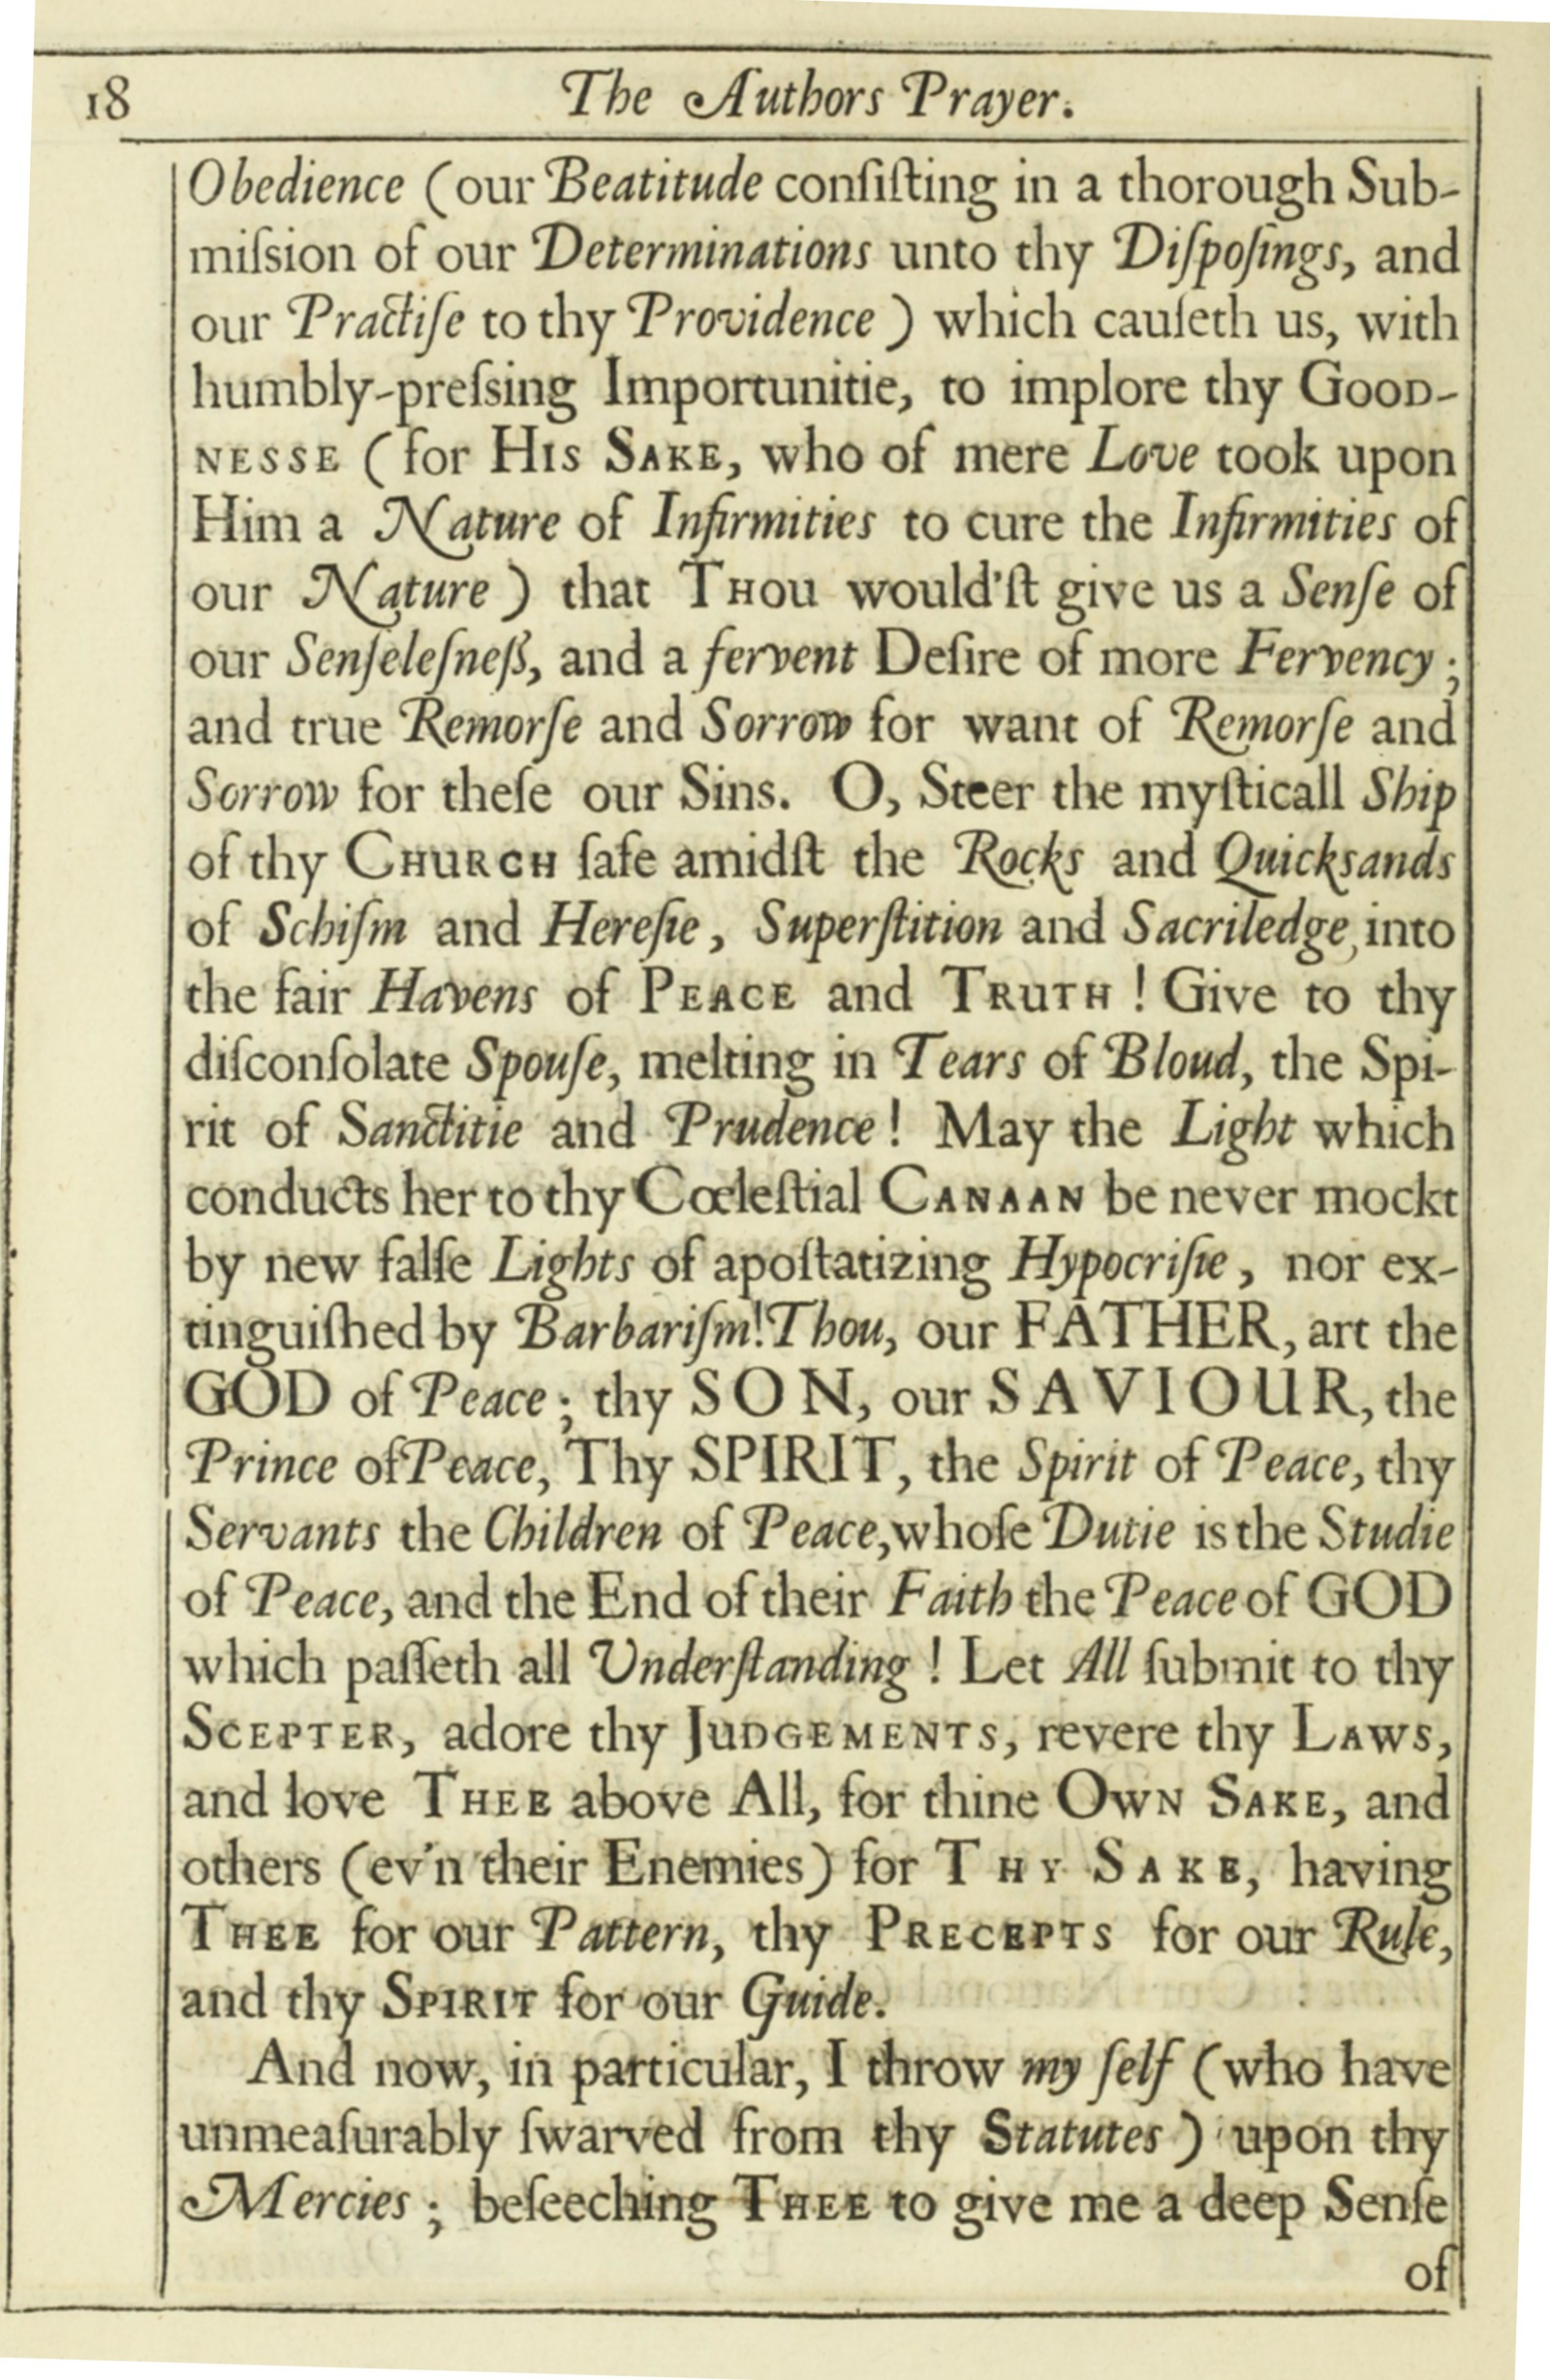 18 The Authors Prayer.
Obedience (our Beatitude conſiſting in a thorough Sub-
miſsion of our Determinations unto thy Diſpoſings, and
our Practiſe to thy Providence) which cauſeth us, with
humbly-preſsing Importunitie, to implore thy GOOD-
NESSE (for HIS SAKE, who of mere Love took upon
Him a Nature of Infirmities to cure the Infirmities of
our Nature) that THOU would'ſt give us a Senſe of
our Senſeleſneß, and a fervent Deſire of more Fervency;
and true Remorſe and Sorrow for want of Remorſe and
Sorrow for theſe our Sins. O, Steer the myſticall Ship
of thy CHURCH ſafe amidſt the Rocks and Quickſands
of Schiſm and Hereſie, Superſtition and Sacriledge, into
the fair Havens of PEACE and TRUTH! Give to thy
diſconſolate Spouſe, melting in Tears of Bloud, the Spi-
rit of Sanctitie and Prudence! May the Light which
conducts her to thy Cœleſtial CANAAN be never mockt
by new falſe Lights of apoſtatizing Hypocriſie, nor ex-
tinguiſhed by Barbariſm! Thou, our FATHER, art the
GOD of Peace; thy SON, our SAVIOUR, the
Prince of Peace, Thy SPIRIT, the Spirit of Peace, thy
Servants the Children of Peace, whoſe Dutie is the Studie
of Peace, and the End of their Faith the Peace of GOD
which paſſeth all Underſtanding! Let All ſubmit to thy
SCEPTER, adore thy JUDGEMENTS, revere thy LAWS,
and love THEE above All, for thine OWN SAKE, and
others (ev'n their Enemies) for THY SAKE, having
THEE for our Pattern, thy PRECEPTS for our Rule,
and thy SPIRIT for our Guide.
And now, in particular, I throw my ſelf (who have
unmeaſurably ſwarved from thy Statutes) upon thy
Mercies; beſeeching THEE to give me a deep Senſe
of